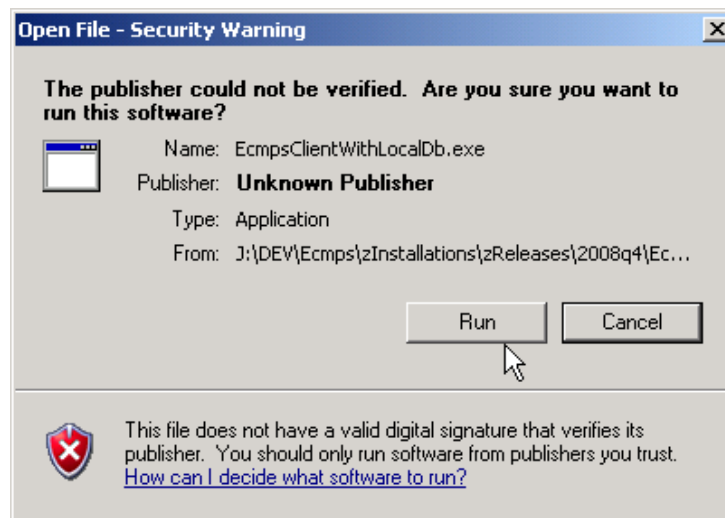 Open File - Security Warning
The publisher could not be verified. Are you sure you want to
run this software?
Name: EcmpsClientWithLocalDb.exe
Publisher: Unknown Publisher
Type: Application
From: J:\DEV\Ecmps\zInstallations\zReleases\2008q4\Ec...
Run Cancel
This file does not have a valid digital signature that verifies its
publisher. You should only run software from publishers you trust.
How can I decide what software to run?